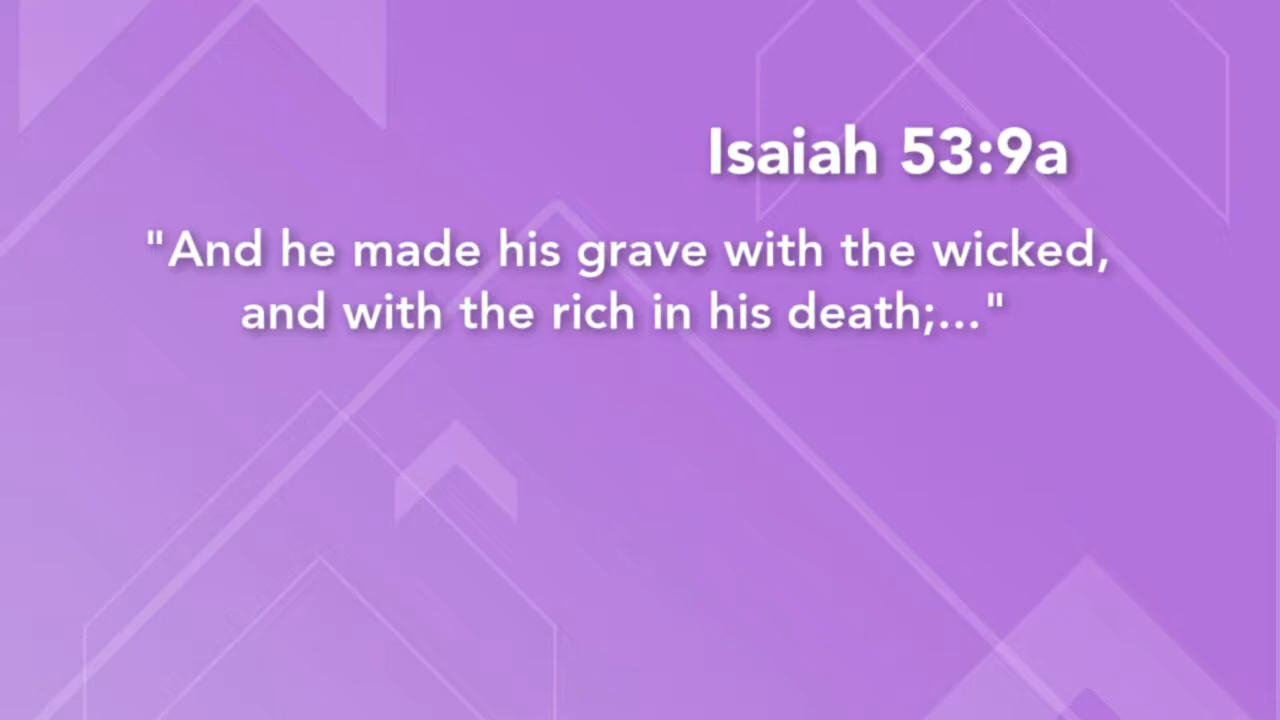 Isaiah 53:9a
"And he made his grave with the wicked,
and with the rich in his death;..."